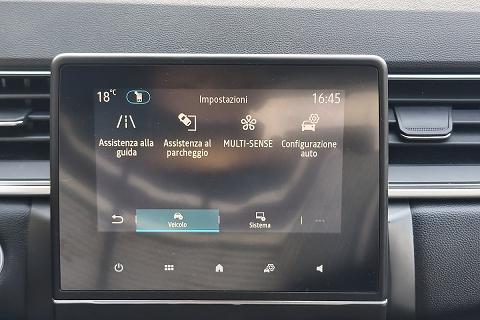 18°C
Impostazioni
16:45
Assistenza alla
guida
Assistenza al
parcheggio
MULTI-SENSE
Configurazione
auto
Veicolo
Sistema